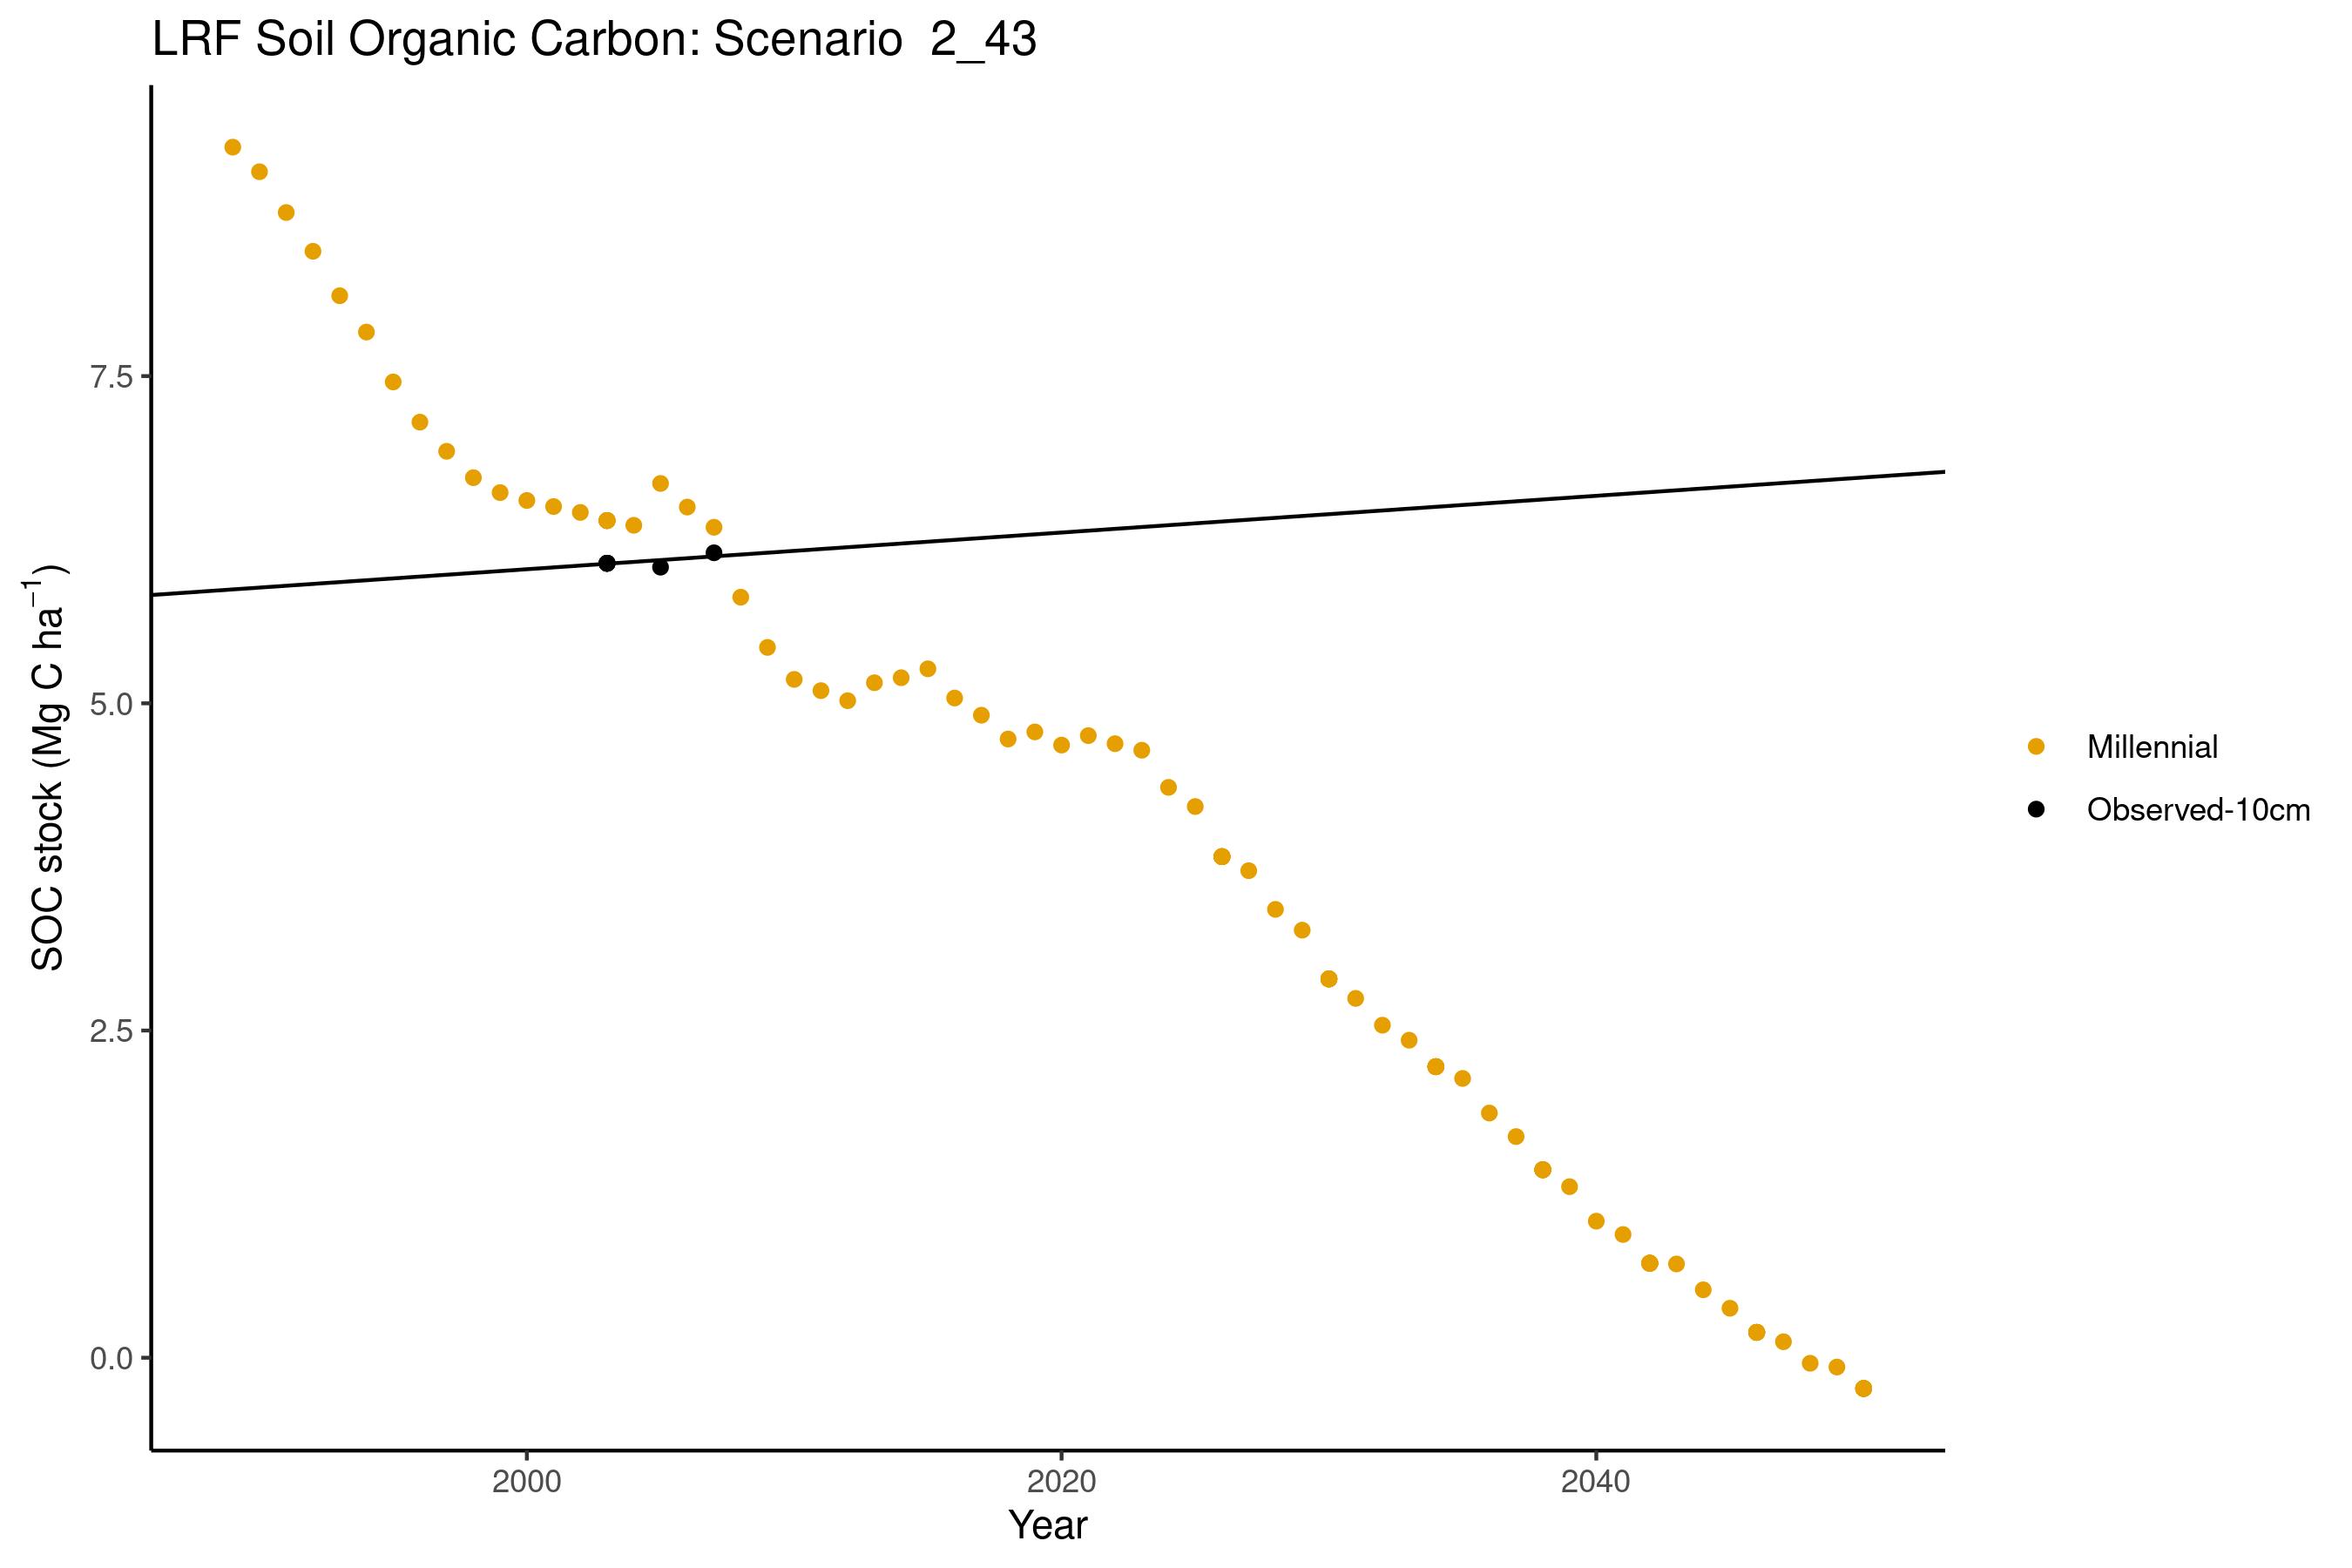 LRF Soil Organic Carbon: Scenario  2_43
SOC stock (Mg C ha⁻¹)
7.5
5.0
2.5
0.0
2000
2020
2040
Year
Millennial
Observed-10cm